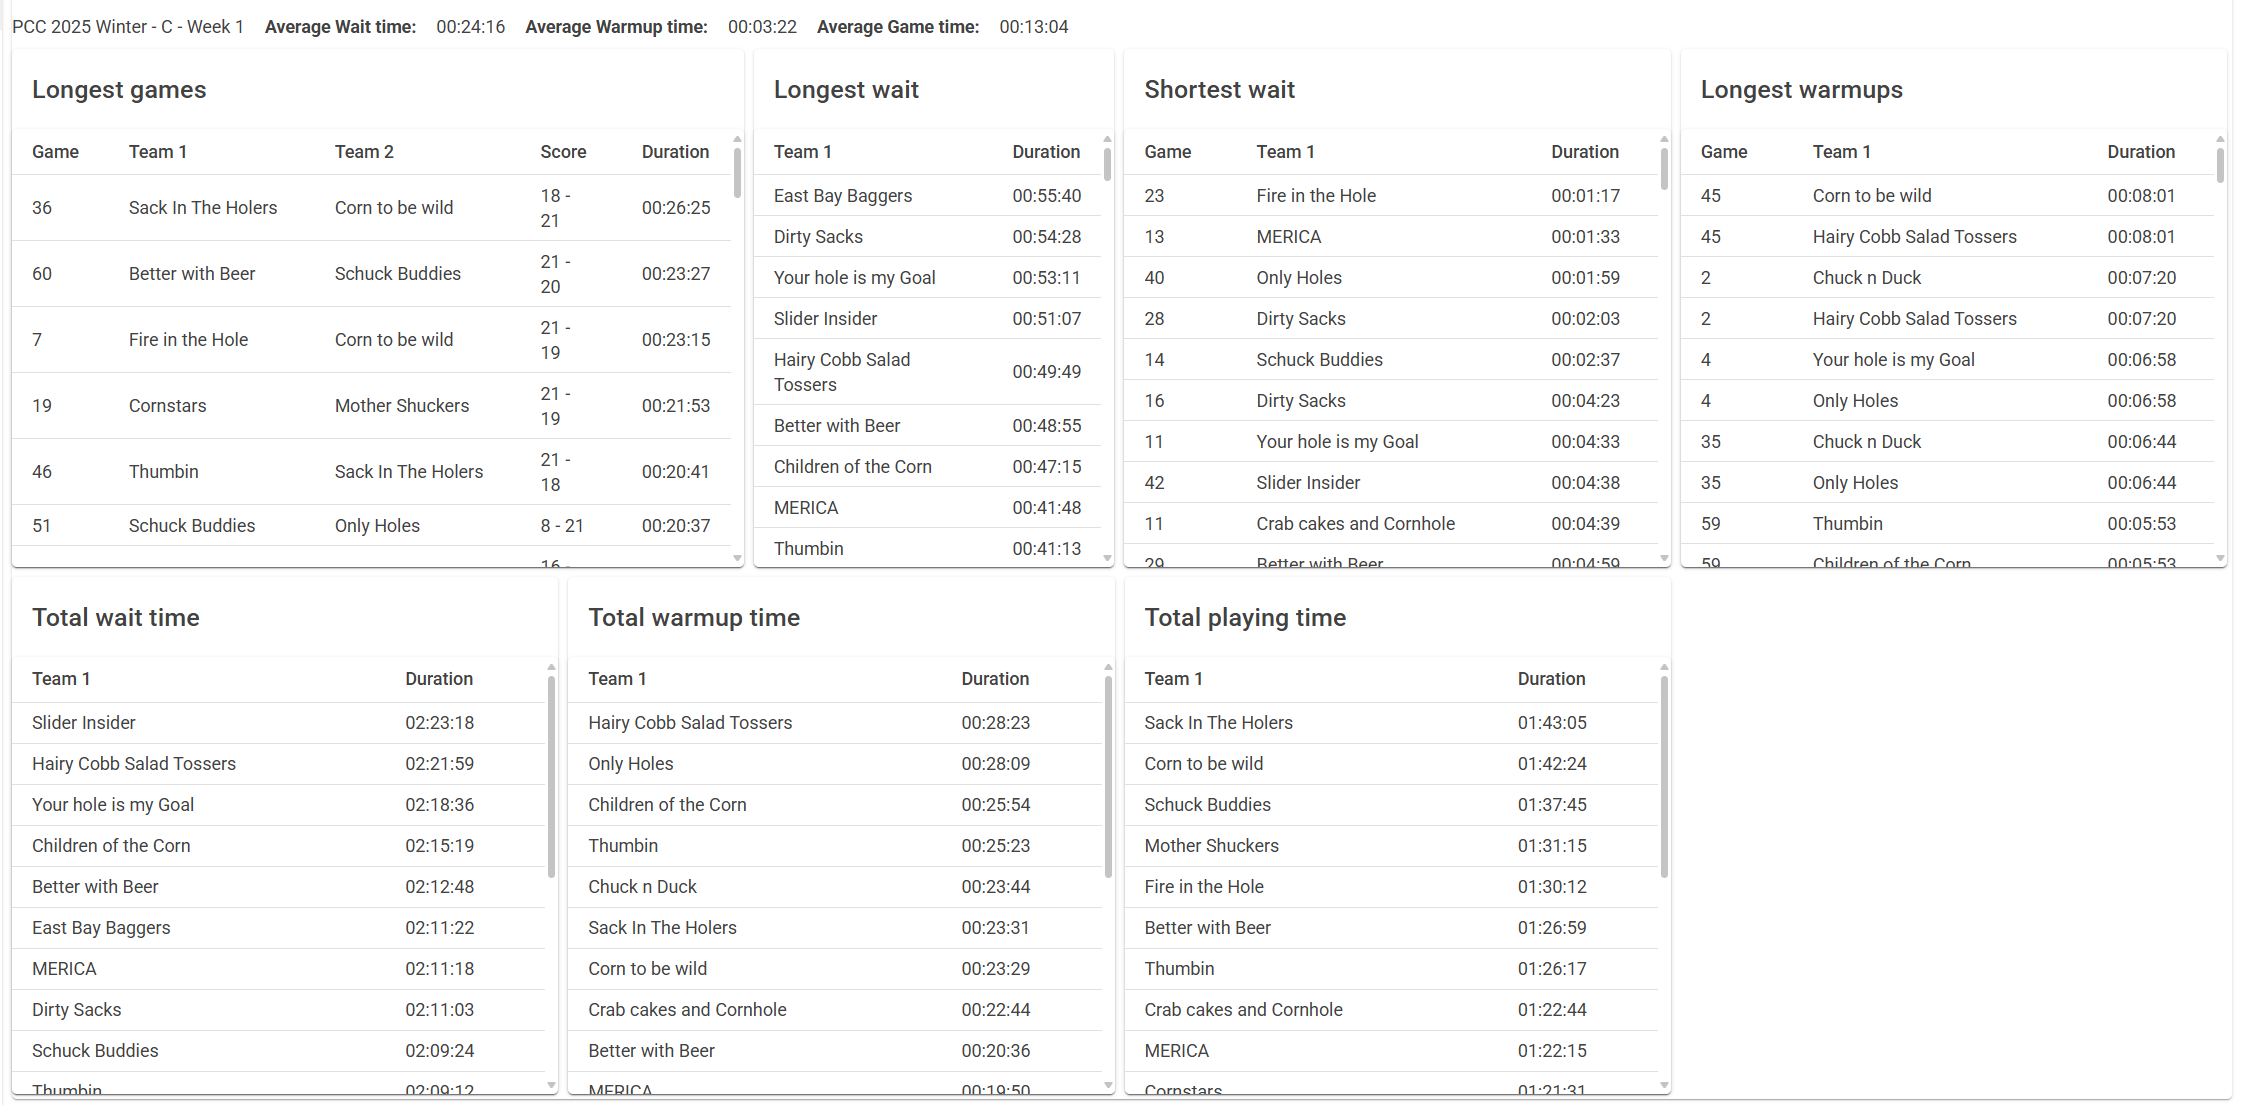 PCC 2025 Winter - C - Week 1 Average Wait time: 00:24:16 Average Warmup time: 00:03:22 Average Game time: 00:13:04
Longest games
Game Team 1 Team 2 Score Duration
36 Sack In The Holers Corn to be wild 18 - 21 00:26:25
60 Better with Beer Schuck Buddies 21 - 20 00:23:27
7 Fire in the Hole Corn to be wild 21 - 19 00:23:15
19 Cornstars Mother Shuckers 21 - 19 00:21:53
46 Thumbin Sack In The Holers 21 - 18 00:20:41
51 Schuck Buddies Only Holes 8 - 21 00:20:37
16 -
Longest wait
Team 1 Duration
East Bay Baggers 00:55:40
Dirty Sacks 00:54:28
Your hole is my Goal 00:53:11
Slider Insider 00:51:07
Hairy Cobb Salad
Tossers 00:49:49
Better with Beer 00:48:55
Children of the Corn 00:47:15
MERICA 00:41:48
Thumbin 00:41:13
Shortest wait
Game Team 1 Duration
23 Fire in the Hole 00:01:17
13 MERICA 00:01:33
40 Only Holes 00:01:59
28 Dirty Sacks 00:02:03
14 Schuck Buddies 00:02:37
16 Dirty Sacks 00:04:23
11 Your hole is my Goal 00:04:33
42 Slider Insider 00:04:38
11 Crab cakes and Cornhole 00:04:39
29 Better with Beer 00:04:59
Longest warmups
Game Team 1 Duration
45 Corn to be wild 00:08:01
45 Hairy Cobb Salad Tossers 00:08:01
2 Chuck n Duck 00:07:20
2 Hairy Cobb Salad Tossers 00:07:20
4 Your hole is my Goal 00:06:58
4 Only Holes 00:06:58
35 Chuck n Duck 00:06:44
35 Only Holes 00:06:44
59 Thumbin 00:05:53
59 Children of the Corn 00:05:53
Total wait time
Team 1 Duration
Slider Insider 02:23:18
Hairy Cobb Salad Tossers 02:21:59
Your hole is my Goal 02:18:36
Children of the Corn 02:15:19
Better with Beer 02:12:48
East Bay Baggers 02:11:22
MERICA 02:11:18
Dirty Sacks 02:11:03
Schuck Buddies 02:09:24
Thumbin 02:09:12
Total warmup time
Team 1 Duration
Hairy Cobb Salad Tossers 00:28:23
Only Holes 00:28:09
Children of the Corn 00:25:54
Thumbin 00:25:23
Chuck n Duck 00:23:44
Sack In The Holers 00:23:31
Corn to be wild 00:23:29
Crab cakes and Cornhole 00:22:44
Better with Beer 00:20:36
MERICA 00:19:50
Total playing time
Team 1 Duration
Sack In The Holers 01:43:05
Corn to be wild 01:42:24
Schuck Buddies 01:37:45
Mother Shuckers 01:31:15
Fire in the Hole 01:30:12
Better with Beer 01:26:59
Thumbin 01:26:17
Crab cakes and Cornhole 01:22:44
MERICA 01:22:15
Cornstars 01:21:31